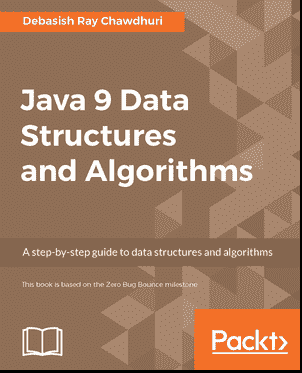 Debasish Ray Chawdhuri
Java 9 Data
Structures
and Algorithms
A step-by-step guide to data structures and algorithms
This book is based on the Zero Bug Bounce milestone
Packt>